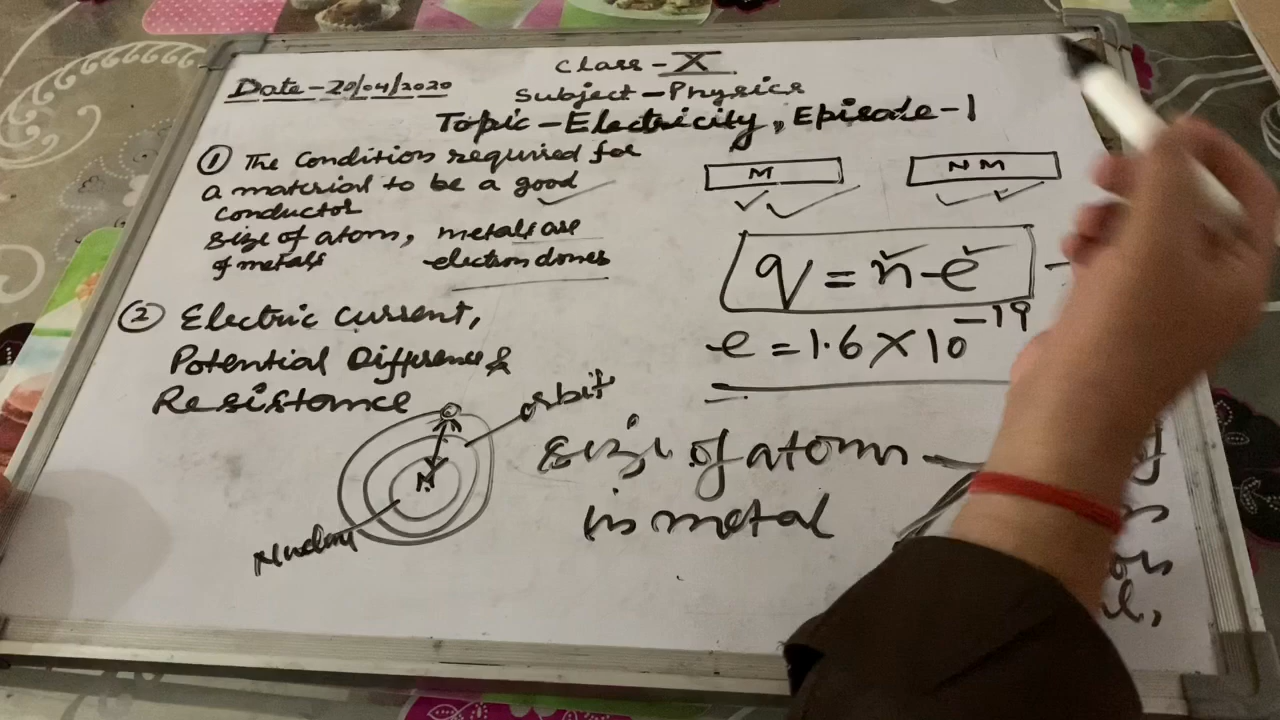 Class - X
Date - 20/04/2020
Subject - Physics
Topic - Electricity, Episode - 1
① The Condition required for
a material to be a good
conductor
size of atom, metals are
of metals electron doners
② Electric current,
Potential Difference &
Resistance
orbit
N
M
NM
q = n e
e = 1.6 × 10⁻¹⁹
size of atom
in metal